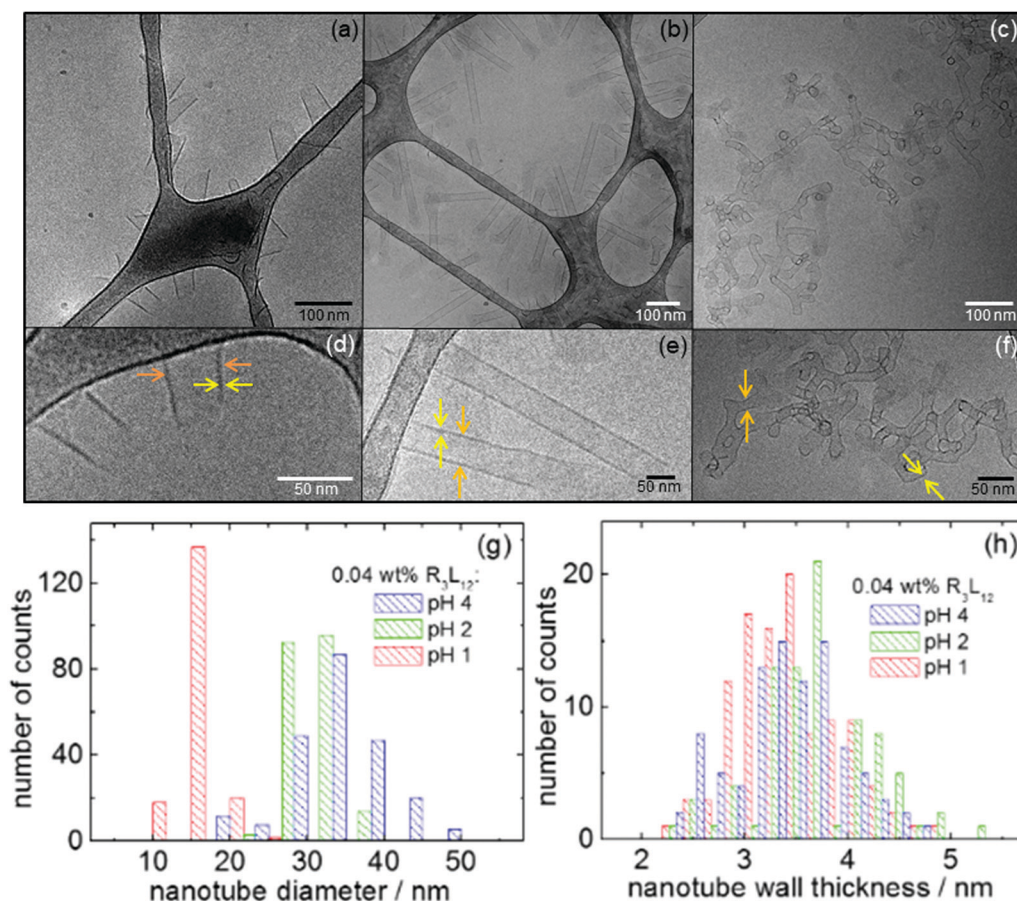 (a)
100 nm
(b)
100 nm
(c)
100 nm
(d)
50 nm
(e)
50 nm
(f)
50 nm
(g)
0.04 wt% R₃L₁₂:
pH 4
pH 2
pH 1
number of counts
120
80
40
0
10 20 30 40 50
nanotube diameter / nm
(h)
0.04 wt% R₃L₁₂
pH 4
pH 2
pH 1
number of counts
20
10
0
2 3 4 5
nanotube wall thickness / nm